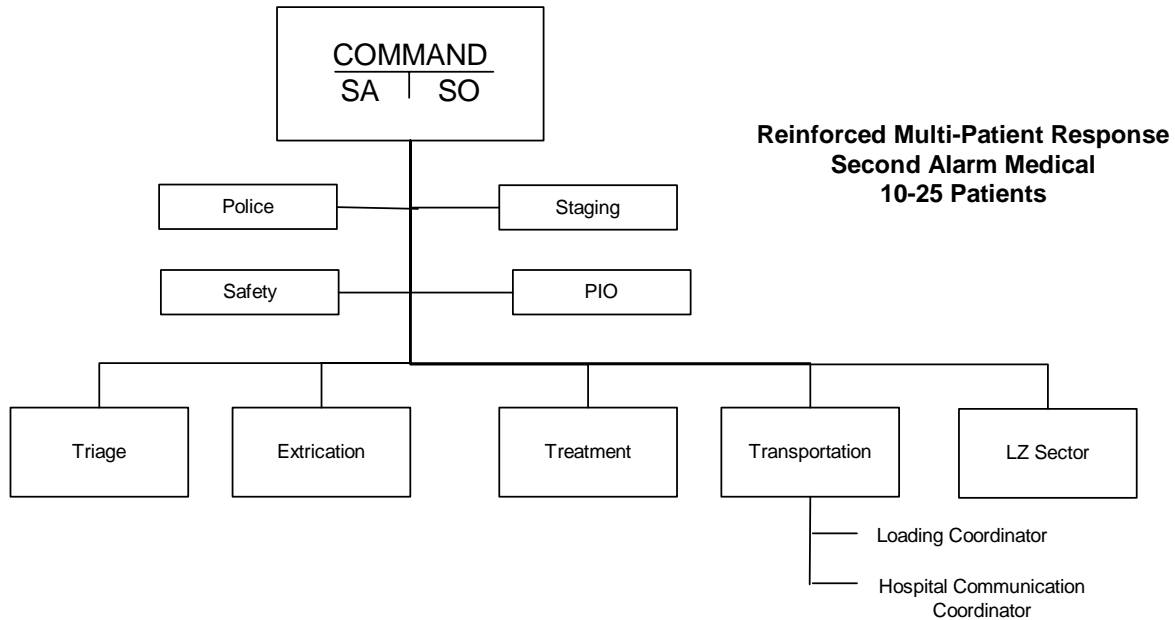 COMMAND
SA SO
Reinforced Multi-Patient Response
Second Alarm Medical
10-25 Patients
Police
Staging
Safety
PIO
Triage
Extrication
Treatment
Transportation
LZ Sector
Loading Coordinator
Hospital Communication
Coordinator